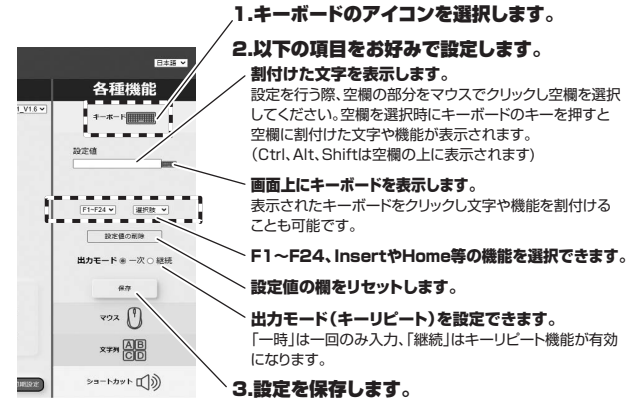 1.キーボードのアイコンを選択します。
2.以下の項目をお好みで設定します。
割付けた文字を表示します。
設定を行う際、空欄の部分をマウスでクリックし空欄を選択
してください。空欄を選択時にキーボードのキーを押すと
空欄に割付けた文字や機能が表示されます。
(Ctrl、Alt、Shiftは空欄の上に表示されます)
画面上にキーボードを表示します。
表示されたキーボードをクリックし文字や機能を割付ける
ことも可能です。
F1~F24、InsertやHome等の機能を選択できます。
設定値の欄をリセットします。
出力モード(キーリピート)を設定できます。
「一時」は一回のみ入力、「継続」はキーリピート機能が有効
になります。
3.設定を保存します。
日本語
各種機能
1_V1.6
キーボード
設定値
F1~F24 選択肢
設定値の削除
出力モード 一次 継続
保存
マウス
文字列 ABCD
ショートカット
期設定